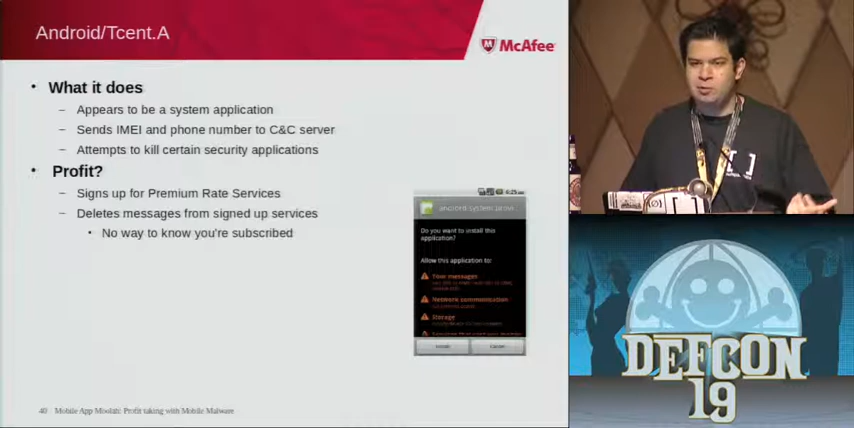 Android/Tcent.A
McAfee
• What it does
– Appears to be a system application
– Sends IMEI and phone number to C&C server
– Attempts to kill certain security applications
• Profit?
– Signs up for Premium Rate Services
– Deletes messages from signed up services
• No way to know you're subscribed
Do you want to install this
application?
Allow this application to:
Your messages
Network communication
Storage
Install
Cancel
40 Mobile App Moolah: Profit taking with Mobile Malware
DEFCON
19